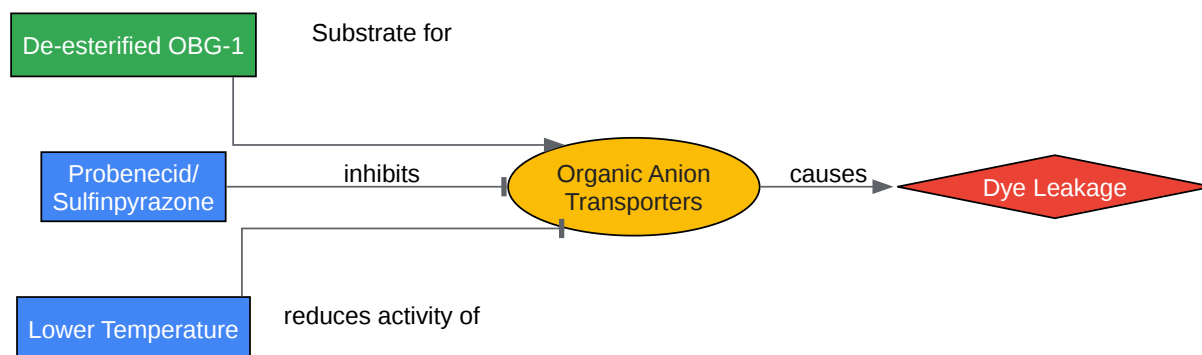 De-esterified OBG-1
Substrate for
Probenecid/
Sulfinpyrazone
inhibits
Organic Anion
Transporters
causes
Dye Leakage
Lower Temperature
reduces activity of